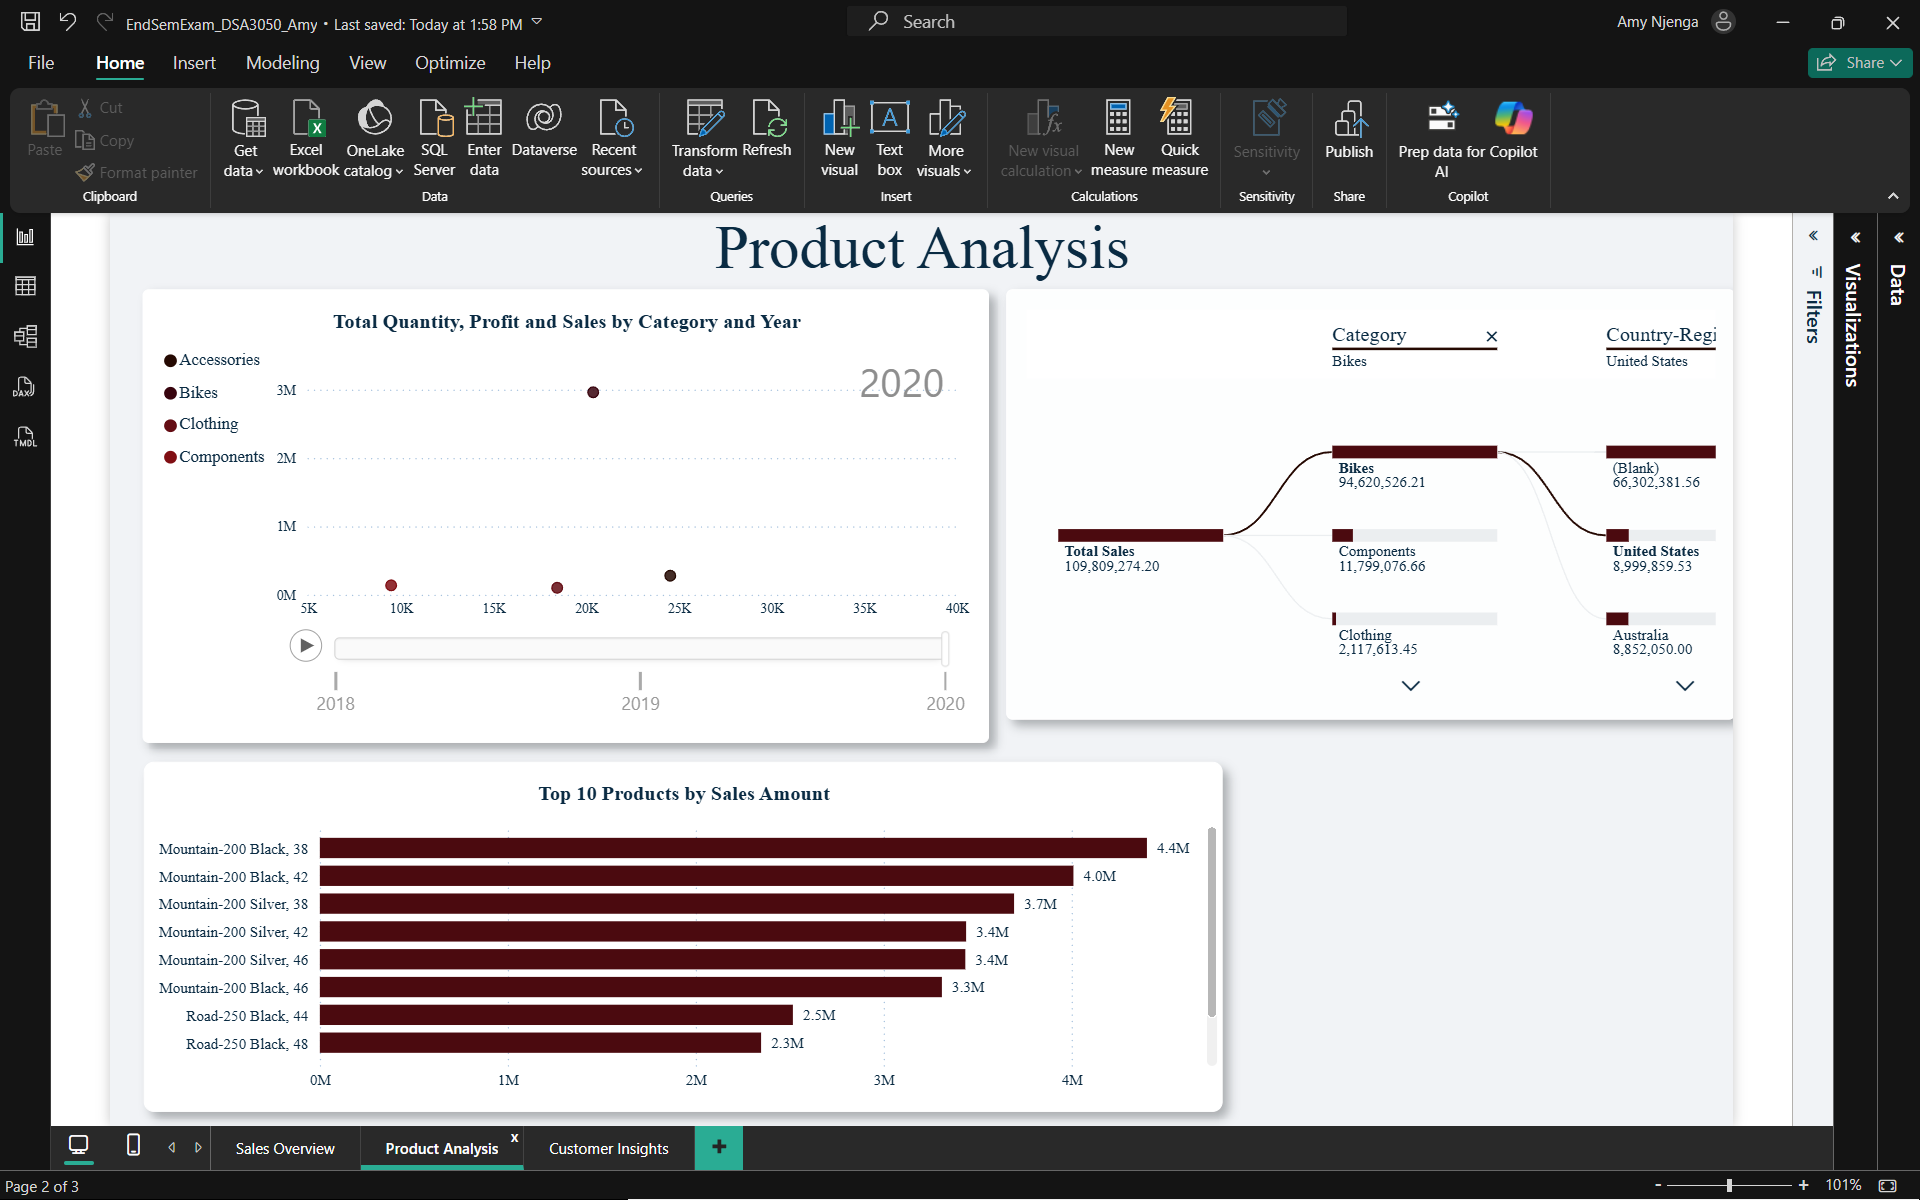 EndSemExam_DSA3050_Amy • Last saved: Today at 1:58 PM
Search
Amy Njenga
File
Home
Insert
Modeling
View
Optimize
Help
Share
Paste
Cut
Copy
Format painter
Clipboard
Get data
Excel workbook
OneLake catalog
SQL Server
Enter data
Dataverse
Recent sources
Data
Transform data
Refresh
Queries
New visual
Text box
More visuals
Insert
New visual calculation
New measure
Quick measure
Calculations
Sensitivity
Sensitivity
Publish
Share
Prep data for AI
Copilot
Copilot
DAX
TMDL
Product Analysis
Total Quantity, Profit and Sales by Category and Year
Accessories
Bikes
Clothing
Components
2020
3M
2M
1M
0M
5K
10K
15K
20K
25K
30K
35K
40K
2018
2019
2020
Category
Bikes
Country-Regi
United States
Total Sales
109,809,274.20
Bikes
94,620,526.21
Components
11,799,076.66
Clothing
2,117,613.45
(Blank)
66,302,381.56
United States
8,999,859.53
Australia
8,852,050.00
Top 10 Products by Sales Amount
Mountain-200 Black, 38
4.4M
Mountain-200 Black, 42
4.0M
Mountain-200 Silver, 38
3.7M
Mountain-200 Silver, 42
3.4M
Mountain-200 Silver, 46
3.4M
Mountain-200 Black, 46
3.3M
Road-250 Black, 44
2.5M
Road-250 Black, 48
2.3M
0M
1M
2M
3M
4M
Filters
Visualizations
Data
Sales Overview
Product Analysis
Customer Insights
Page 2 of 3
101%